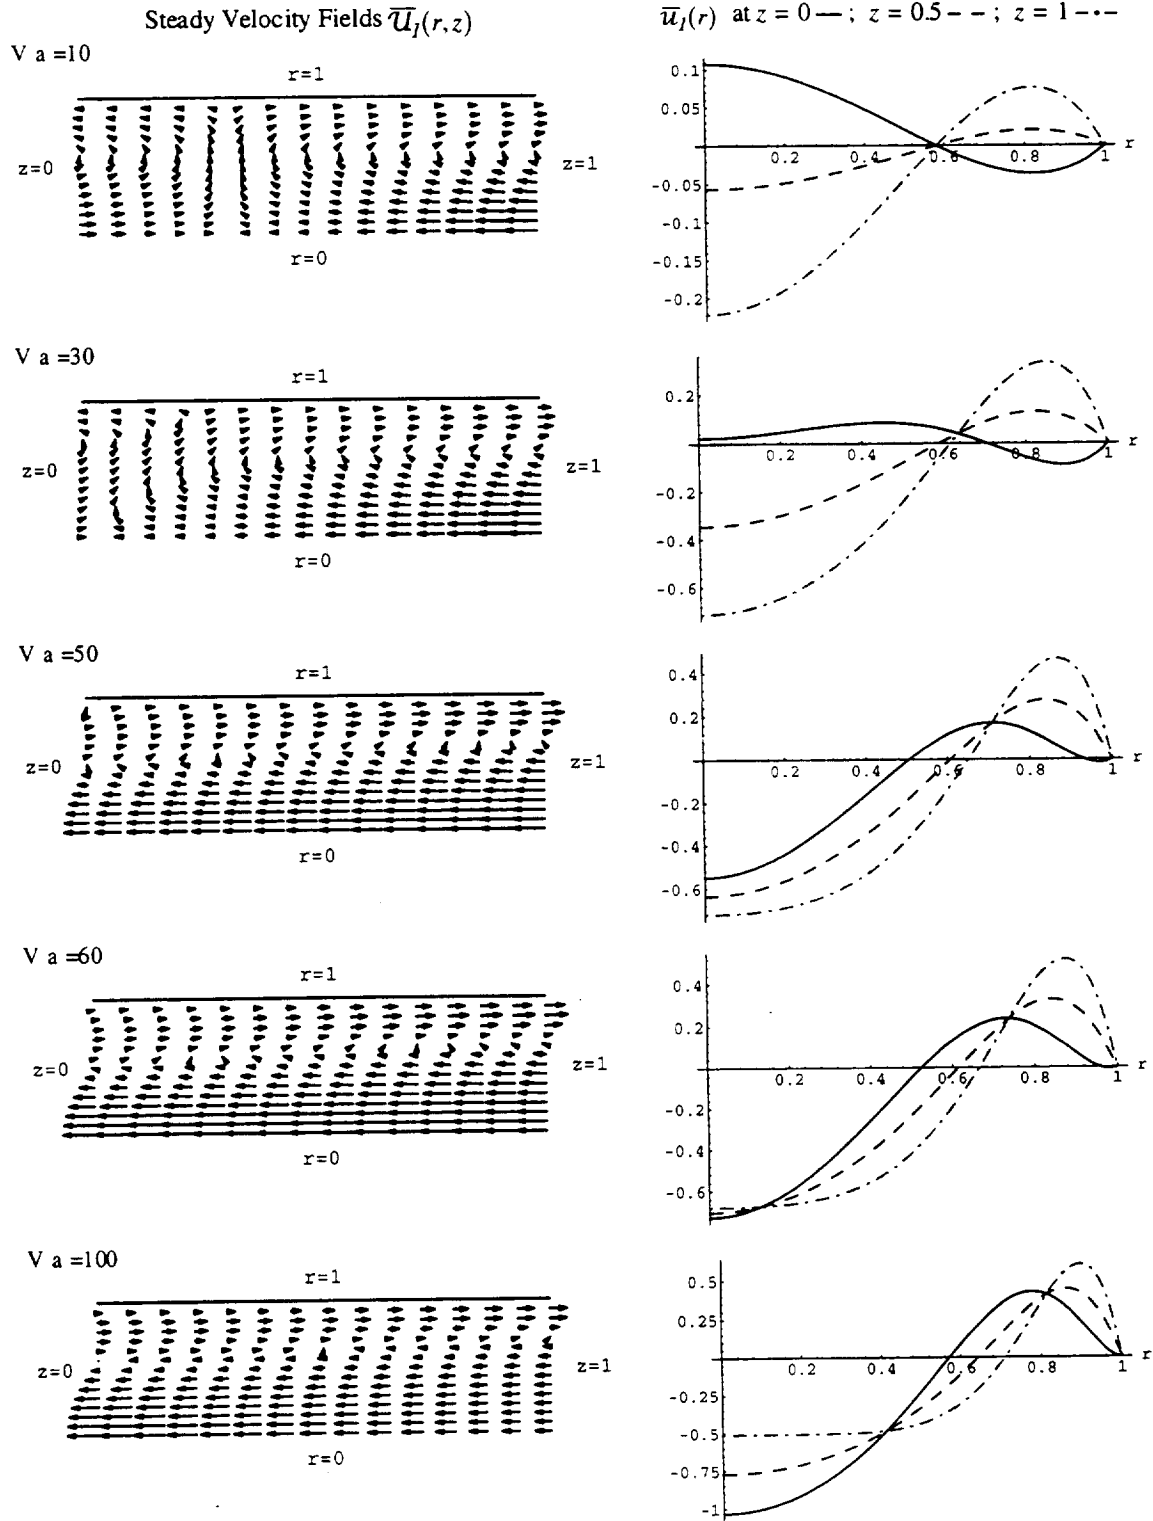 Steady Velocity Fields U̅_I(r,z)
u̅_I(r) at z = 0 — ; z = 0.5 – – ; z = 1 –·–
V a =10
r=1
z=0
z=1
r=0
0.1
0.05
-0.05
-0.1
-0.15
-0.2
0.2 0.4 0.6 0.8 1 r
V a =30
r=1
z=0
z=1
r=0
0.2
-0.2
-0.4
-0.6
0.2 0.4 0.6 0.8 1 r
V a =50
r=1
z=0
z=1
r=0
0.4
0.2
-0.2
-0.4
-0.6
0.2 0.4 0.6 0.8 1 r
V a =60
r=1
z=0
z=1
r=0
0.4
0.2
-0.2
-0.4
-0.6
0.2 0.4 0.6 0.8 1 r
V a =100
r=1
z=0
z=1
r=0
0.5
0.25
-0.25
-0.5
-0.75
-1
0.2 0.4 0.6 0.8 1 r